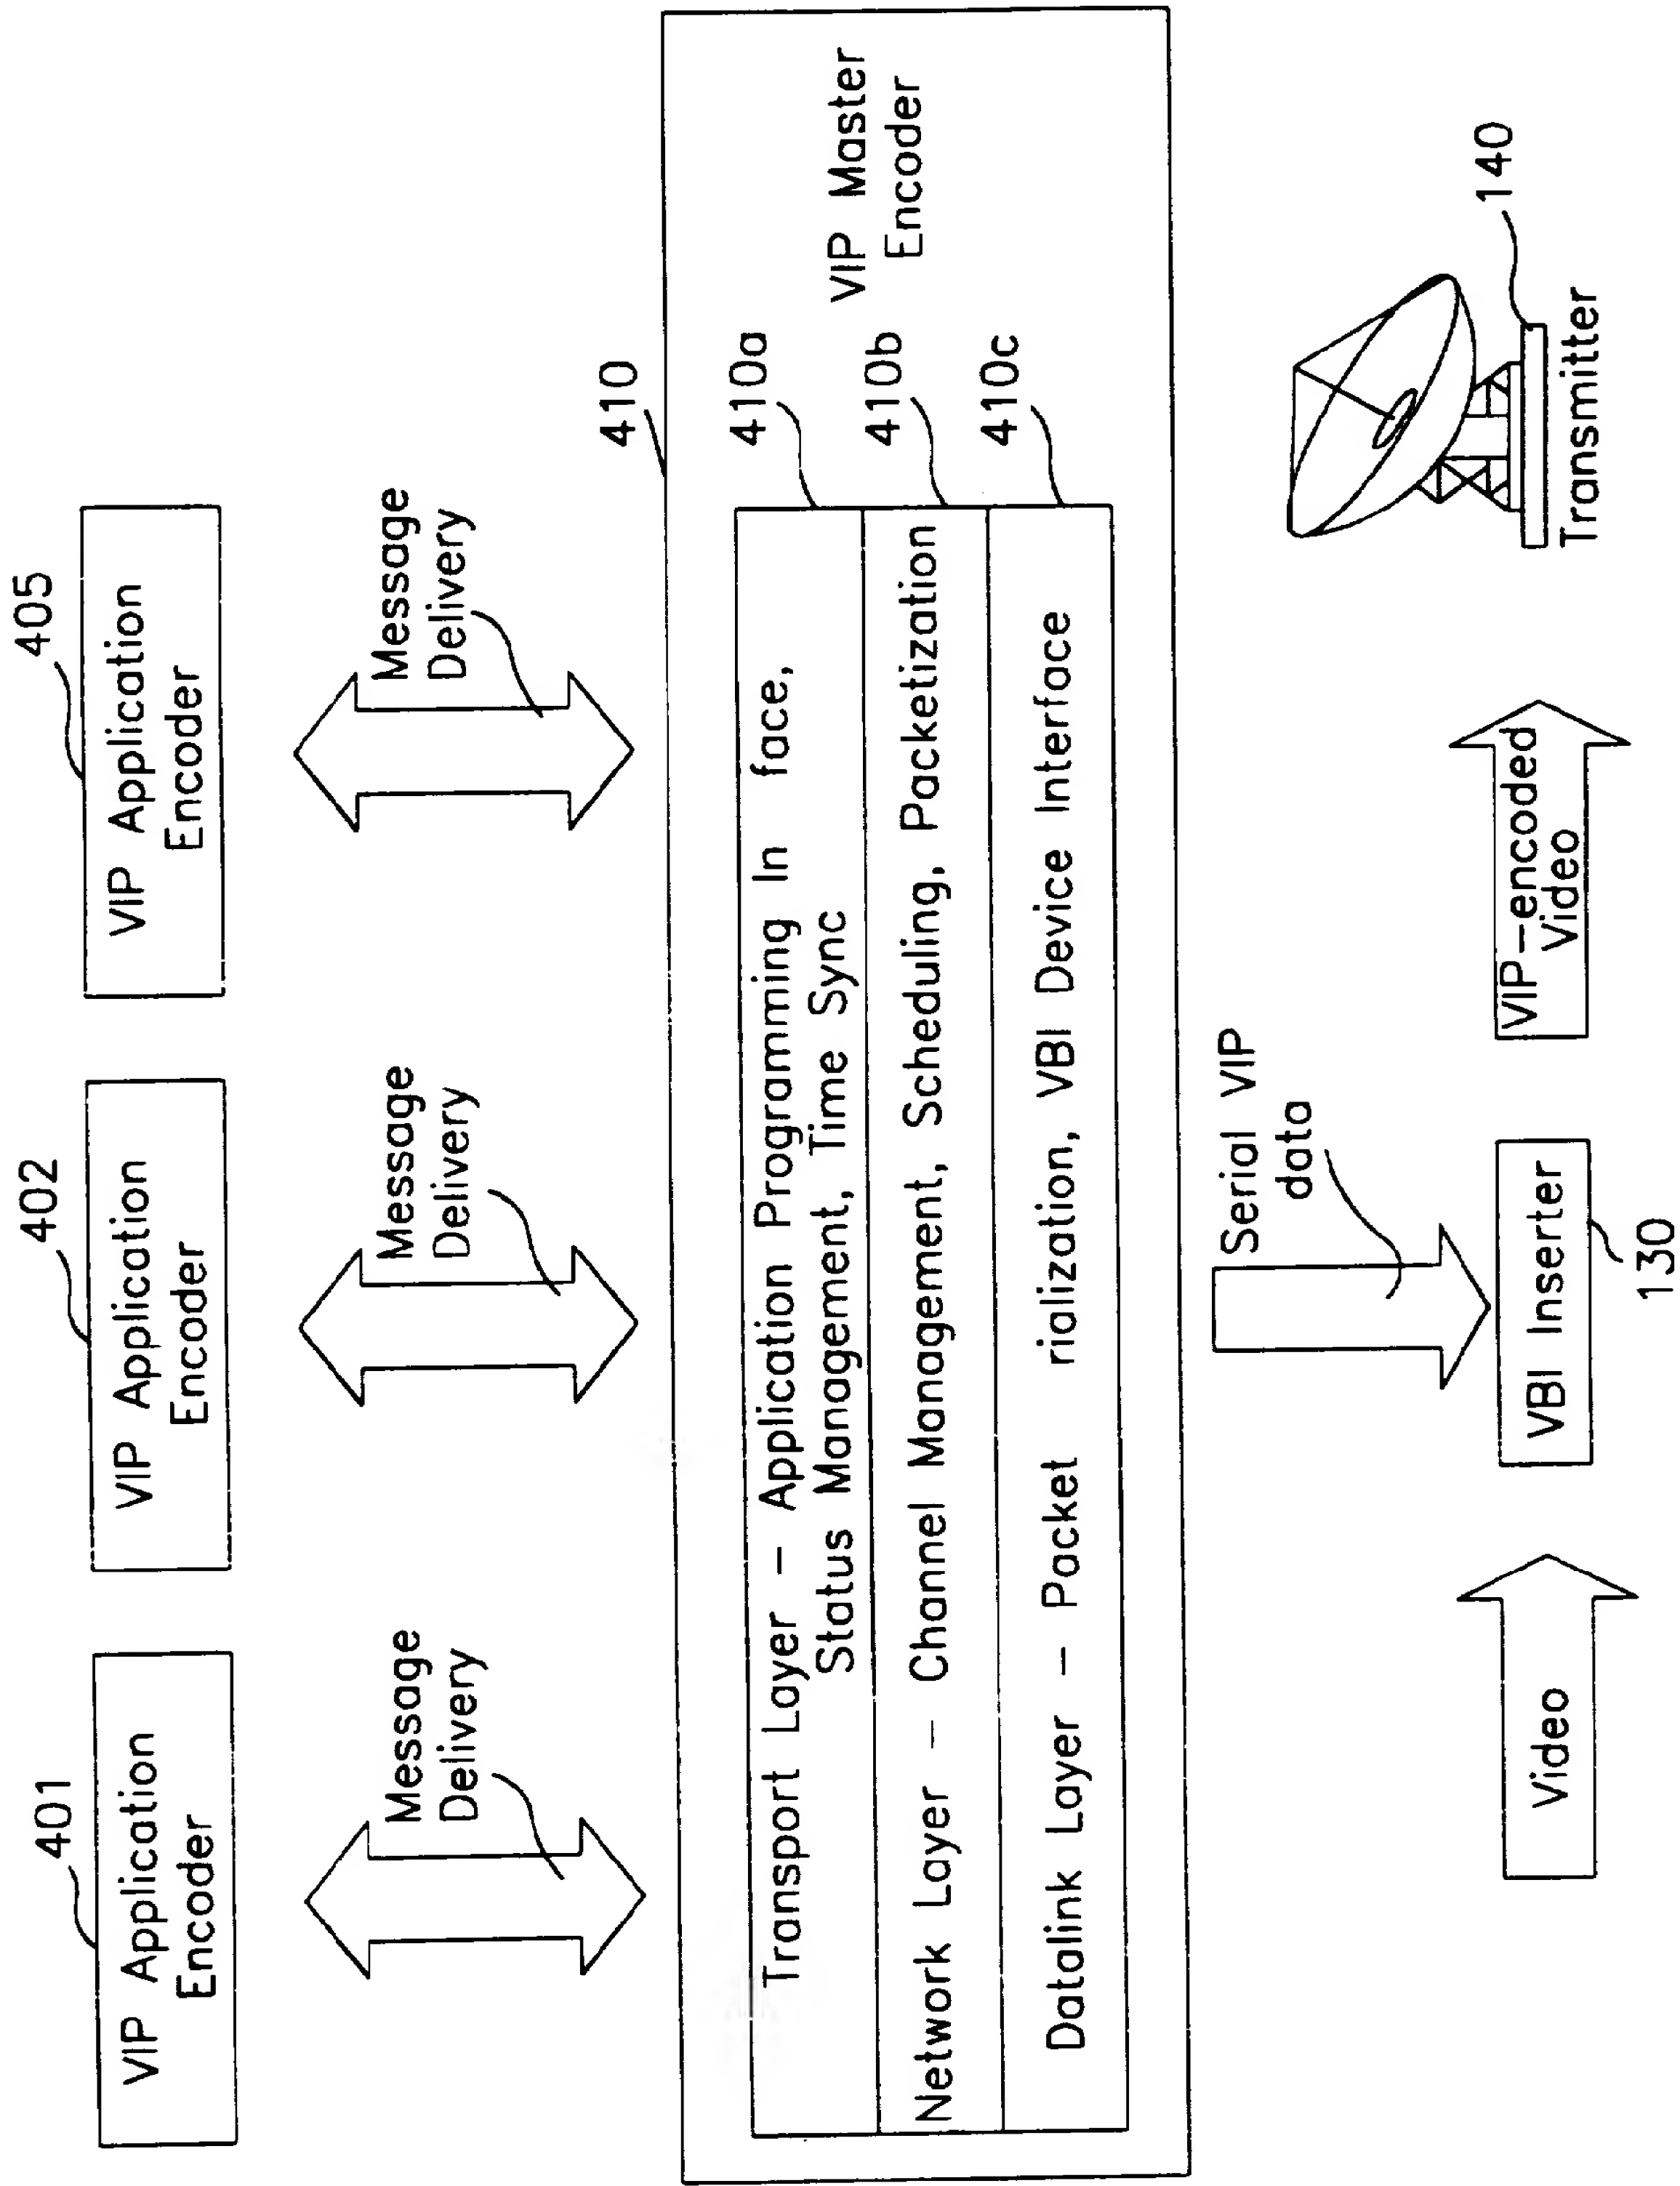 401
402
405
VIP Application
Encoder
VIP Application
Encoder
VIP Application
Encoder
Message
Delivery
Message
Delivery
Message
Delivery
410
410a
410b
410c
Transport Layer – Application Programming In face,
Status Management, Time Sync
Network Layer – Channel Management, Scheduling, Packetization
Datalink Layer – Packet rialization, VBI Device Interface
VIP Master
Encoder
Serial VIP
data
Video
VBI Inserter
130
VIP-encoded
Video
140
Transmitter